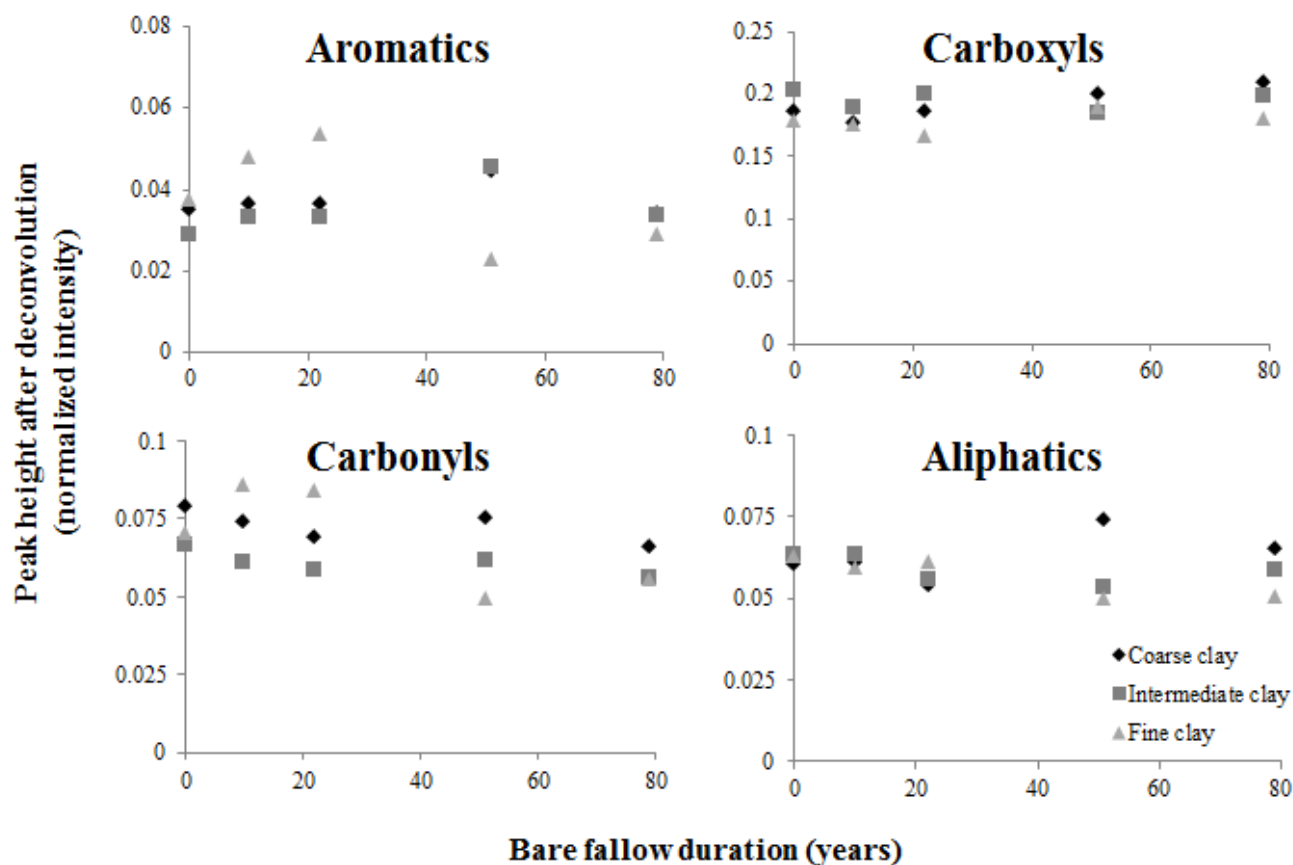 Aromatics
0.08
0.06
0.04
0.02
0
0 20 40 60 80
Carboxyls
0.25
0.2
0.15
0.1
0.05
0
0 20 40 60 80
Carbonyls
0.1
0.075
0.05
0.025
0
0 20 40 60 80
Aliphatics
0.1
0.075
0.05
0.025
0
0 20 40 60 80
Coarse clay
Intermediate clay
Fine clay
Peak height after deconvolution
(normalized intensity)
Bare fallow duration (years)